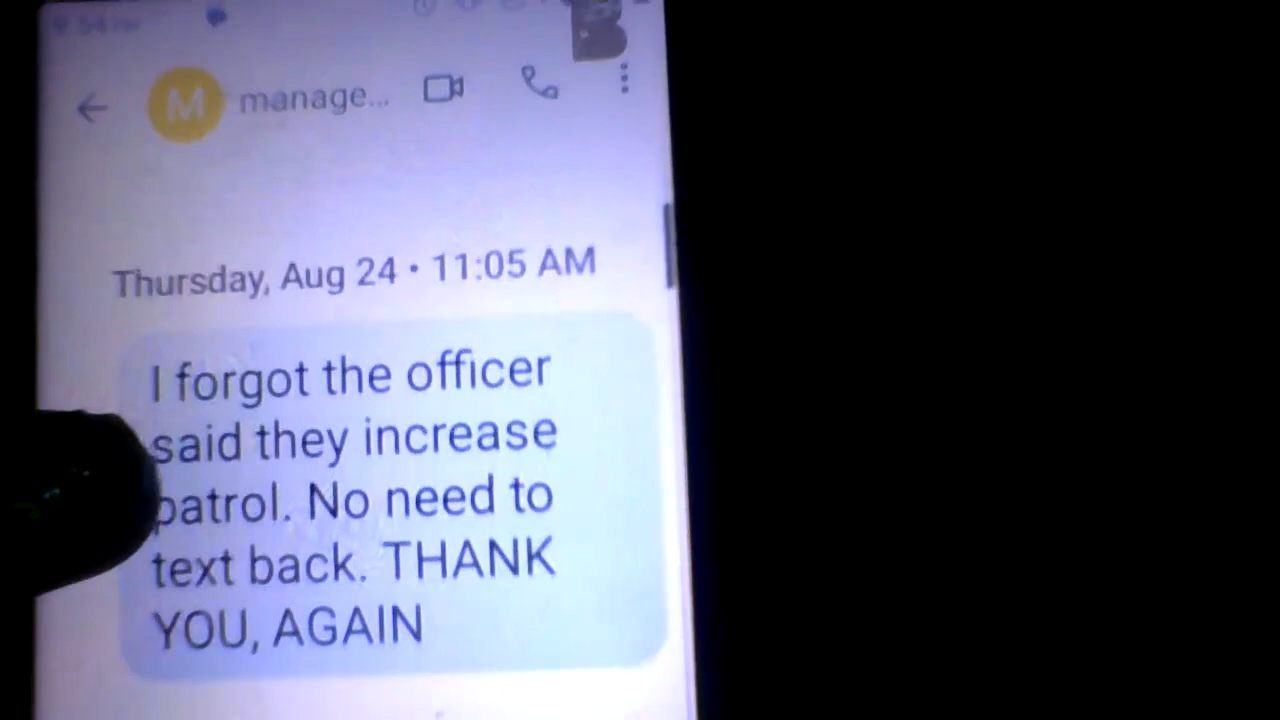 M manage...
Thursday, Aug 24 • 11:05 AM
I forgot the officer
said they increase
patrol. No need to
text back. THANK
YOU, AGAIN